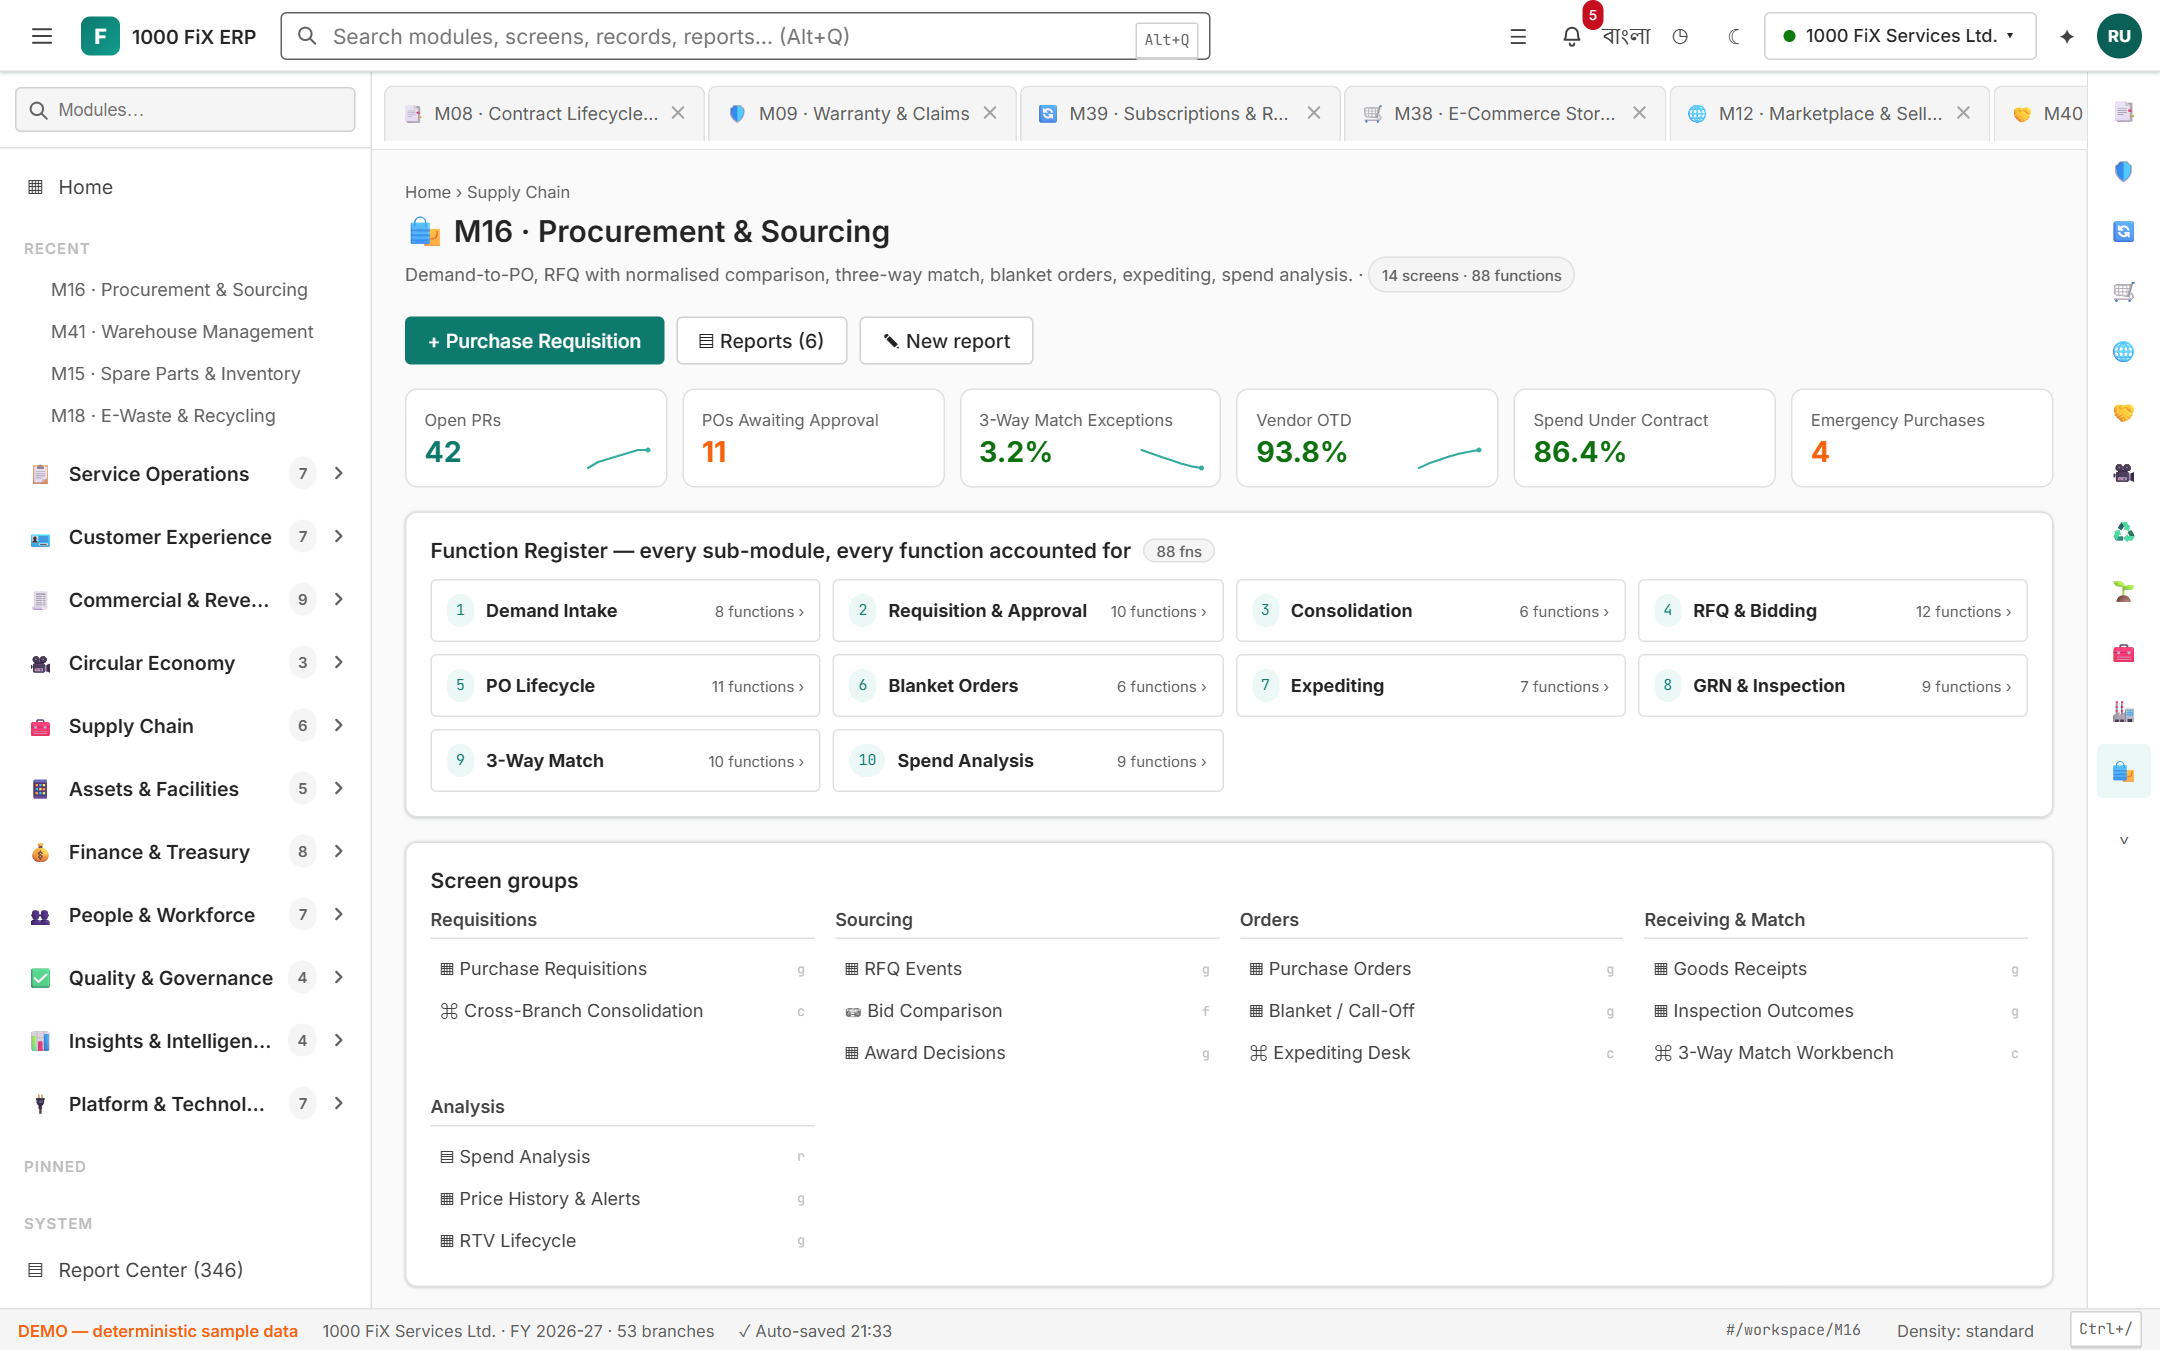 F 1000 FiX ERP
Search modules, screens, records, reports... (Alt+Q)
Alt+Q
5
বাংলা
1000 FiX Services Ltd.
RU
Modules...
M08 · Contract Lifecycle...
M09 · Warranty & Claims
M39 · Subscriptions & R...
M38 · E-Commerce Stor...
M12 · Marketplace & Sell...
M40
Home
RECENT
M16 · Procurement & Sourcing
M41 · Warehouse Management
M15 · Spare Parts & Inventory
M18 · E-Waste & Recycling
Service Operations 7
Customer Experience 7
Commercial & Reve... 9
Circular Economy 3
Supply Chain 6
Assets & Facilities 5
Finance & Treasury 8
People & Workforce 7
Quality & Governance 4
Insights & Intelligen... 4
Platform & Technol... 7
PINNED
SYSTEM
Report Center (346)
Home › Supply Chain
M16 · Procurement & Sourcing
Demand-to-PO, RFQ with normalised comparison, three-way match, blanket orders, expediting, spend analysis. · 14 screens · 88 functions
+ Purchase Requisition
Reports (6)
New report
Open PRs
42
POs Awaiting Approval
11
3-Way Match Exceptions
3.2%
Vendor OTD
93.8%
Spend Under Contract
86.4%
Emergency Purchases
4
Function Register — every sub-module, every function accounted for 88 fns
1 Demand Intake 8 functions ›
2 Requisition & Approval 10 functions ›
3 Consolidation 6 functions ›
4 RFQ & Bidding 12 functions ›
5 PO Lifecycle 11 functions ›
6 Blanket Orders 6 functions ›
7 Expediting 7 functions ›
8 GRN & Inspection 9 functions ›
9 3-Way Match 10 functions ›
10 Spend Analysis 9 functions ›
Screen groups
Requisitions
Purchase Requisitions g
Cross-Branch Consolidation c
Sourcing
RFQ Events g
Bid Comparison f
Award Decisions g
Orders
Purchase Orders g
Blanket / Call-Off g
Expediting Desk c
Receiving & Match
Goods Receipts g
Inspection Outcomes g
3-Way Match Workbench c
Analysis
Spend Analysis r
Price History & Alerts g
RTV Lifecycle g
DEMO — deterministic sample data
1000 FiX Services Ltd. · FY 2026-27 · 53 branches
✓ Auto-saved 21:33
#/workspace/M16
Density: standard
Ctrl+/